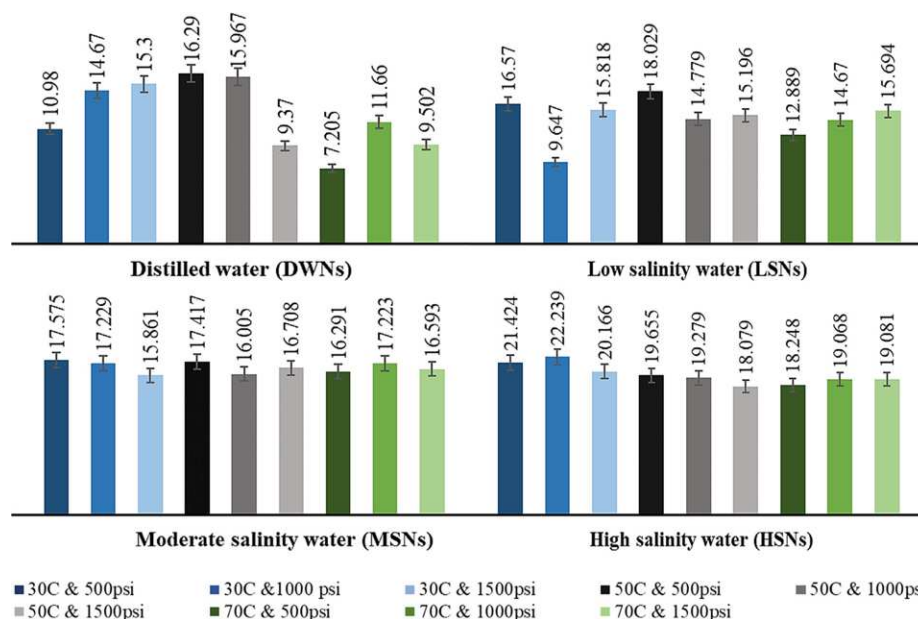 10.98 14.67 15.3 16.29 15.967 9.37 7.205 11.66 9.502
Distilled water (DWNs)
16.57 9.647 15.818 18.029 14.779 15.196 12.889 14.67 15.694
Low salinity water (LSNs)
17.575 17.229 15.861 17.417 16.005 16.708 16.291 17.223 16.593
Moderate salinity water (MSNs)
21.424 22.239 20.166 19.655 19.279 18.079 18.248 19.068 19.081
High salinity water (HSNs)
30C & 500psi 30C &1000 psi 30C & 1500psi 50C & 500psi 50C & 1000ps
50C & 1500psi 70C & 500psi 70C & 1000psi 70C & 1500psi